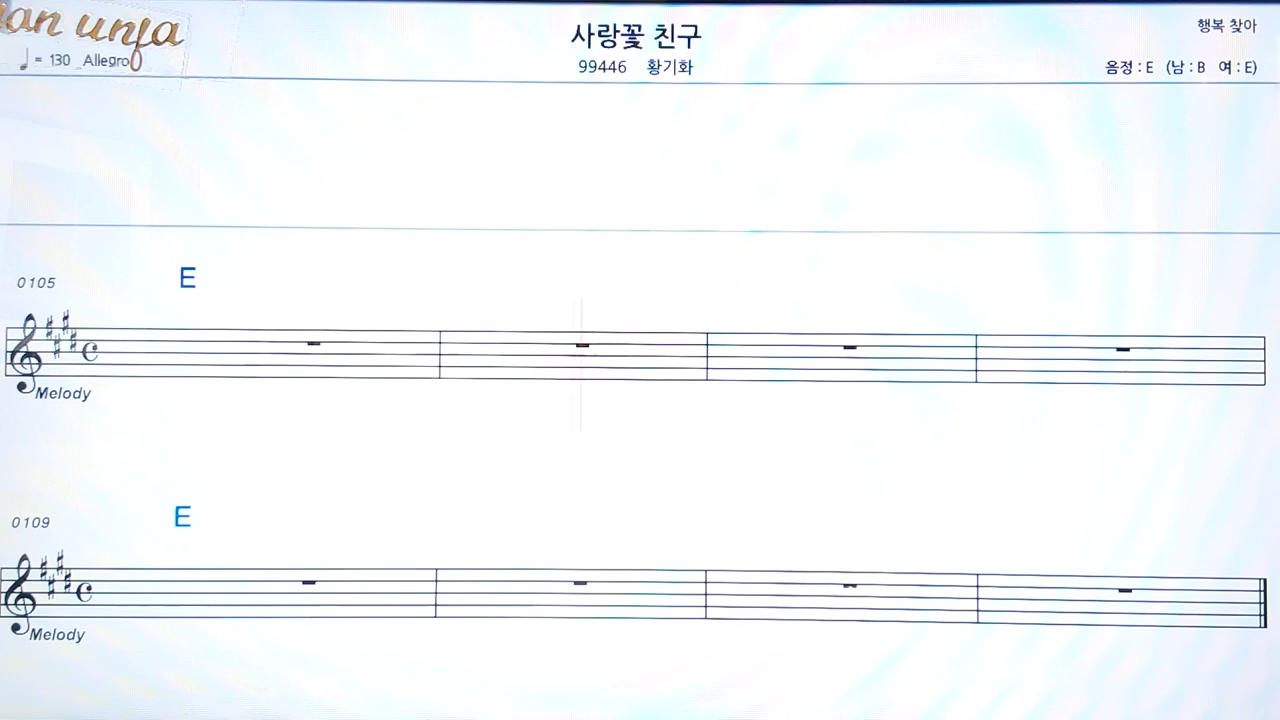 an unja
♩ = 130 _Allegro
사랑꽃 친구
99446 황기화
행복 찾아
음정 : E (남 : B 여 : E)
0105
E
Melody
0109
E
Melody